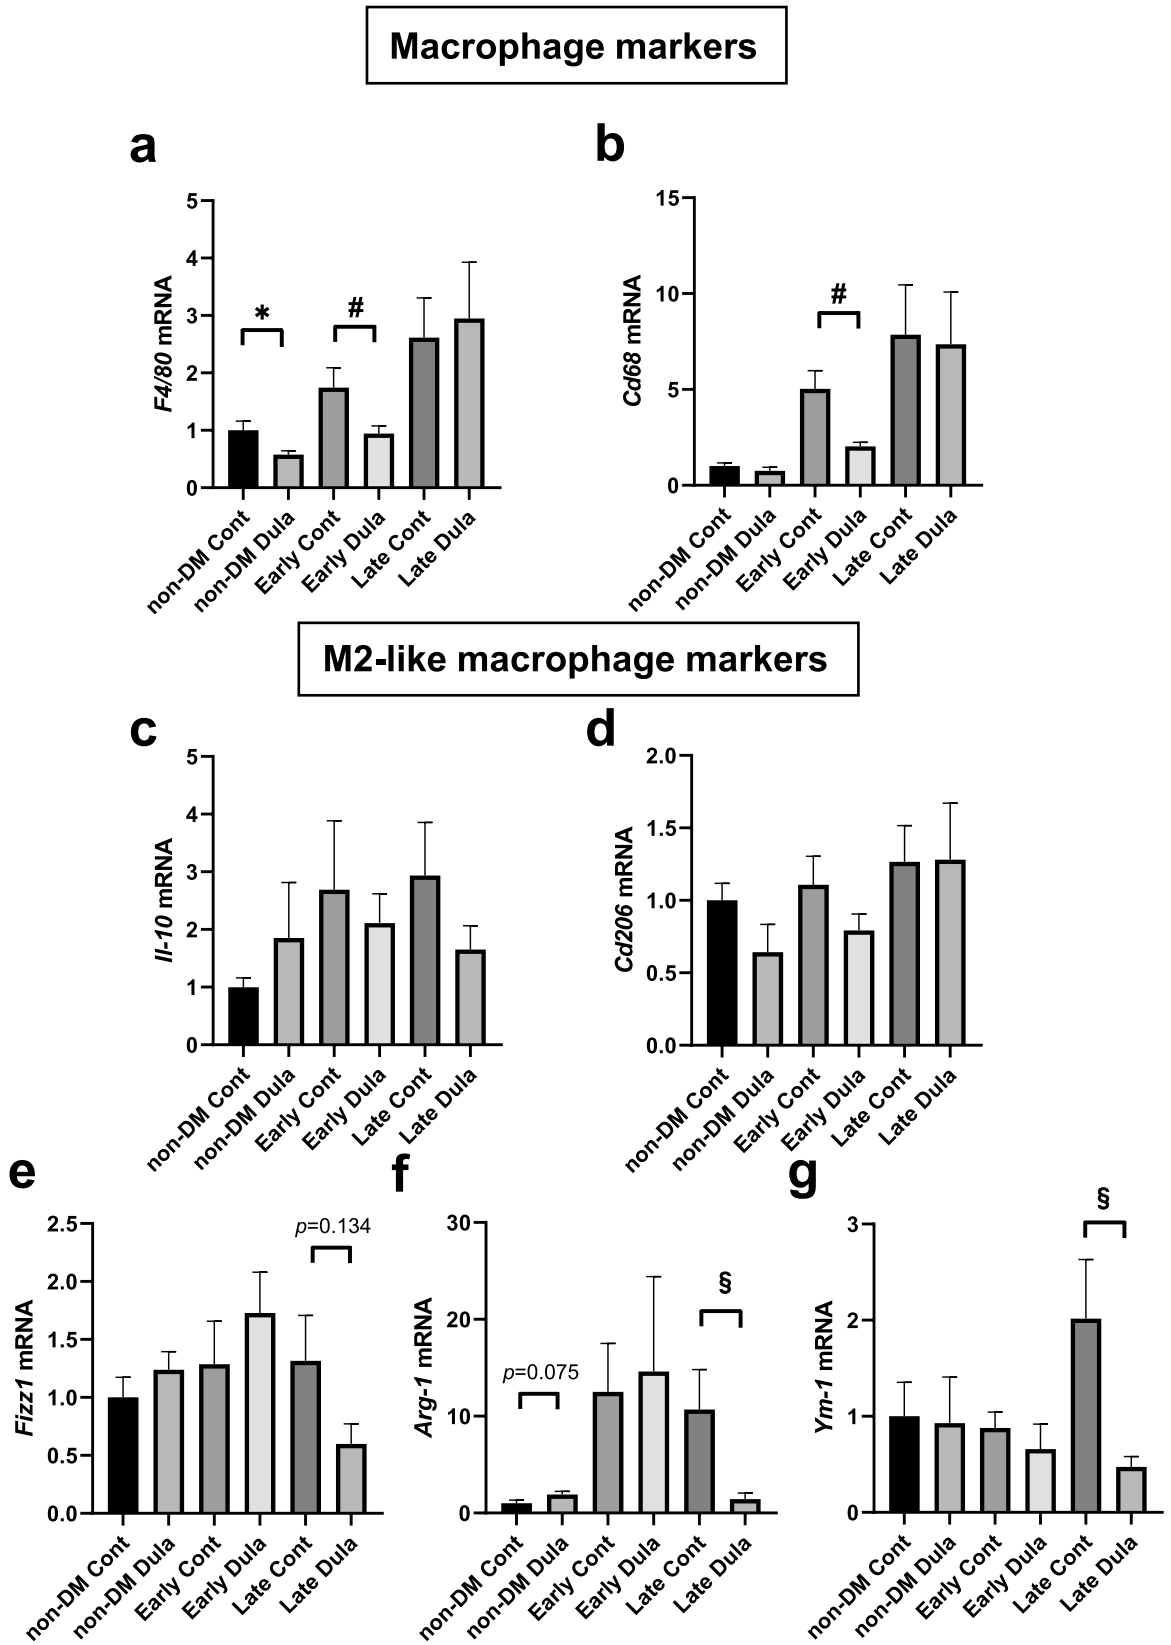 Macrophage markers
a
F4/80 mRNA
5
4
3
2
1
0
*
#
non-DM Cont
non-DM Dula
Early Cont
Early Dula
Late Cont
Late Dula
b
Cd68 mRNA
15
10
5
0
#
non-DM Cont
non-DM Dula
Early Cont
Early Dula
Late Cont
Late Dula
M2-like macrophage markers
c
Il-10 mRNA
5
4
3
2
1
0
non-DM Cont
non-DM Dula
Early Cont
Early Dula
Late Cont
Late Dula
d
Cd206 mRNA
2.0
1.5
1.0
0.5
0.0
non-DM Cont
non-DM Dula
Early Cont
Early Dula
Late Cont
Late Dula
e
Fizz1 mRNA
2.5
2.0
1.5
1.0
0.5
0.0
p=0.134
non-DM Cont
non-DM Dula
Early Cont
Early Dula
Late Cont
Late Dula
f
Arg-1 mRNA
30
20
10
0
p=0.075
§
non-DM Cont
non-DM Dula
Early Cont
Early Dula
Late Cont
Late Dula
g
Ym-1 mRNA
3
2
1
0
§
non-DM Cont
non-DM Dula
Early Cont
Early Dula
Late Cont
Late Dula